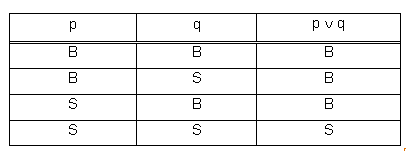 p q p ∨ q
B B B
B S B
S B B
S S S